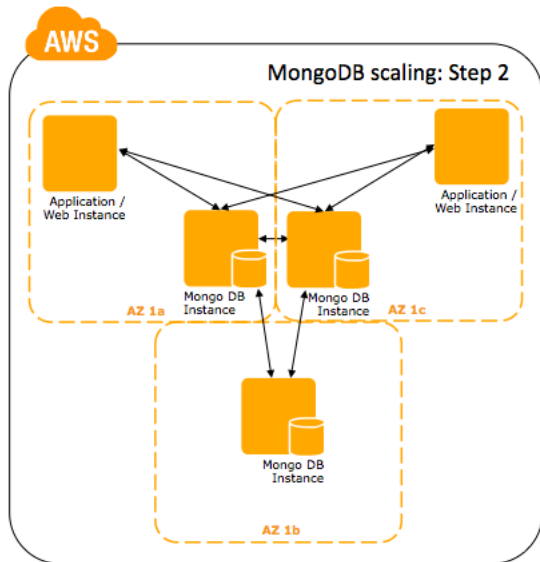 AWS
MongoDB scaling: Step 2
Application /
Web Instance
Application /
Web Instance
Mongo DB
Instance
Mongo DB
Instance
AZ 1a
AZ 1c
Mongo DB
Instance
AZ 1b